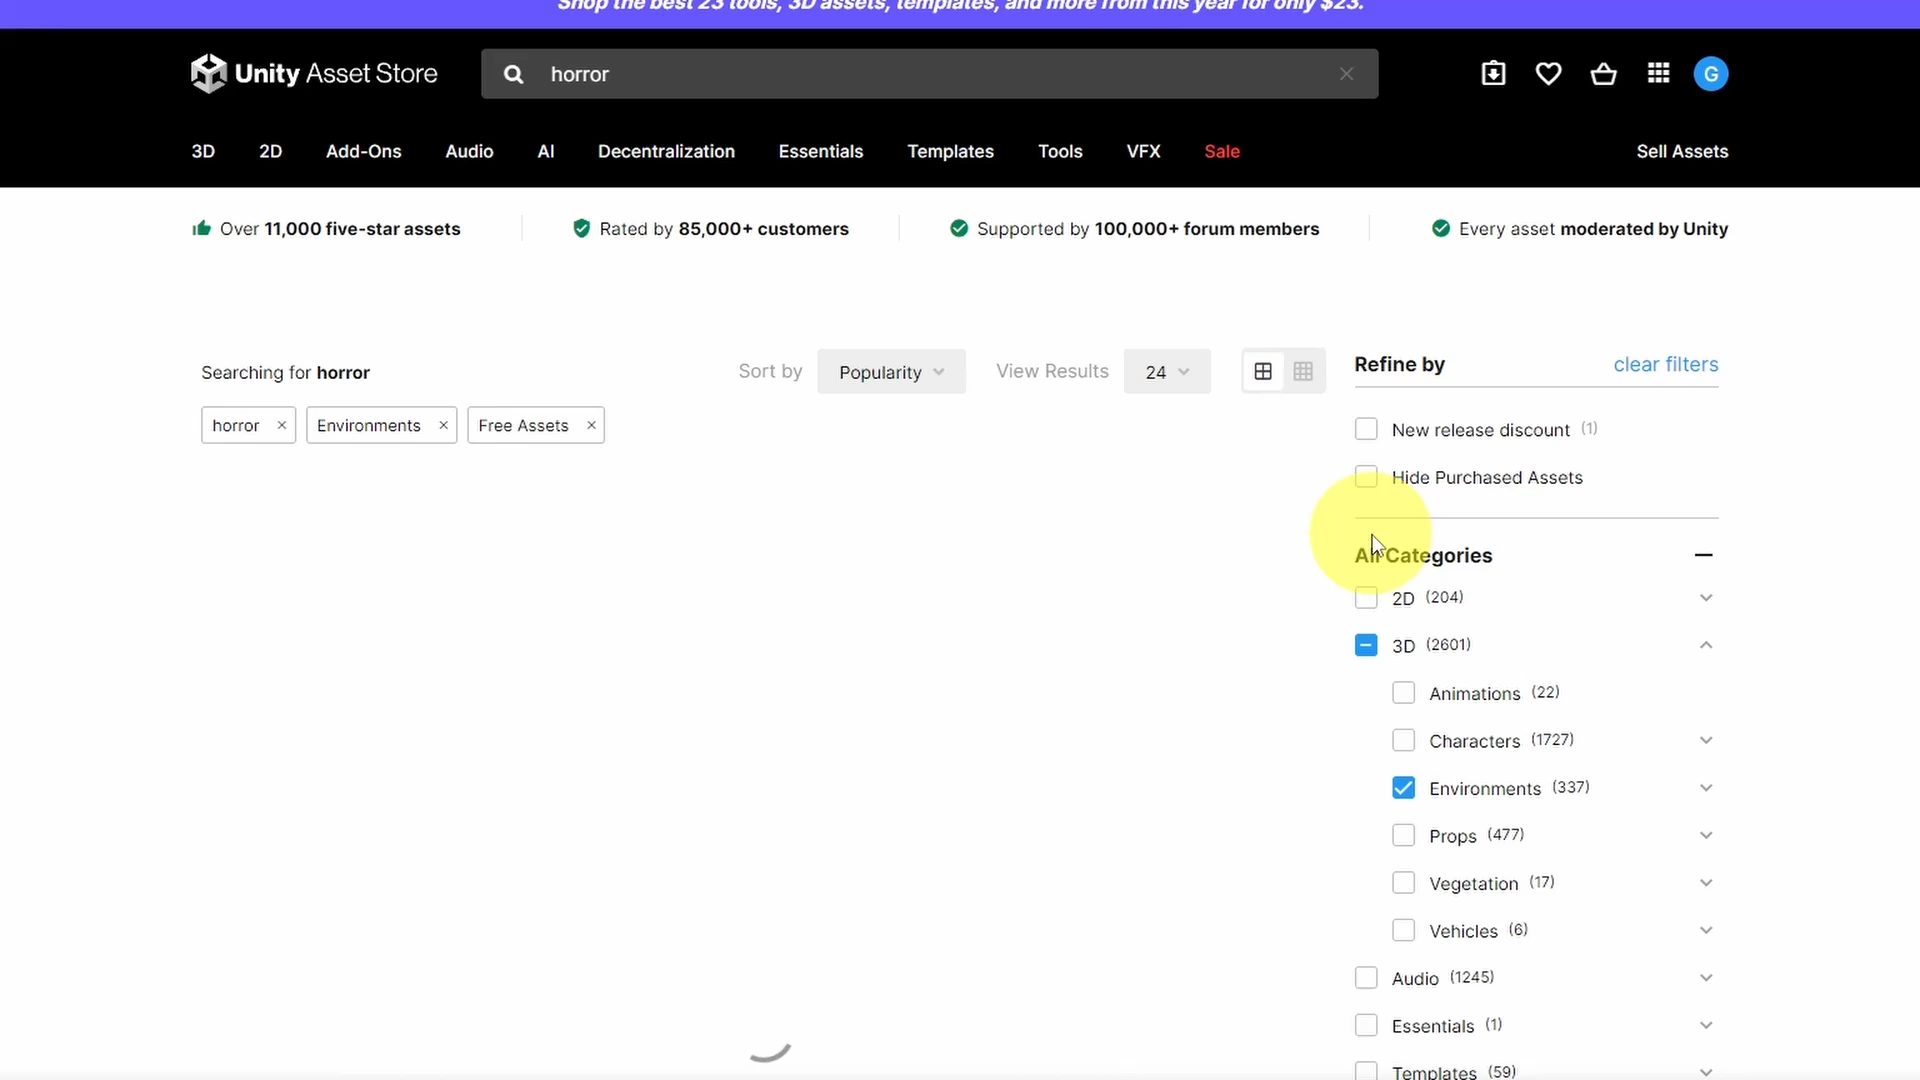 Shop the best 23 tools, 3D assets, templates, and more from this year for only $23.
Unity Asset Store
horror
G
3D 2D Add-Ons Audio AI Decentralization Essentials Templates Tools VFX Sale Sell Assets
Over 11,000 five-star assets Rated by 85,000+ customers Supported by 100,000+ forum members Every asset moderated by Unity
Searching for horror Sort by Popularity View Results 24
horror × Environments × Free Assets ×
Refine by clear filters
New release discount (1)
Hide Purchased Assets
All Categories
2D (204)
3D (2601)
Animations (22)
Characters (1727)
Environments (337)
Props (477)
Vegetation (17)
Vehicles (6)
Audio (1245)
Essentials (1)
Templates (59)